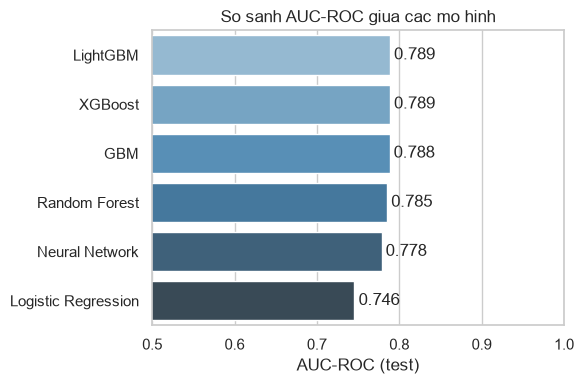 So sanh AUC-ROC giua cac mo hinh
LightGBM 0.789
XGBoost 0.789
GBM 0.788
Random Forest 0.785
Neural Network 0.778
Logistic Regression 0.746
0.5 0.6 0.7 0.8 0.9 1.0
AUC-ROC (test)